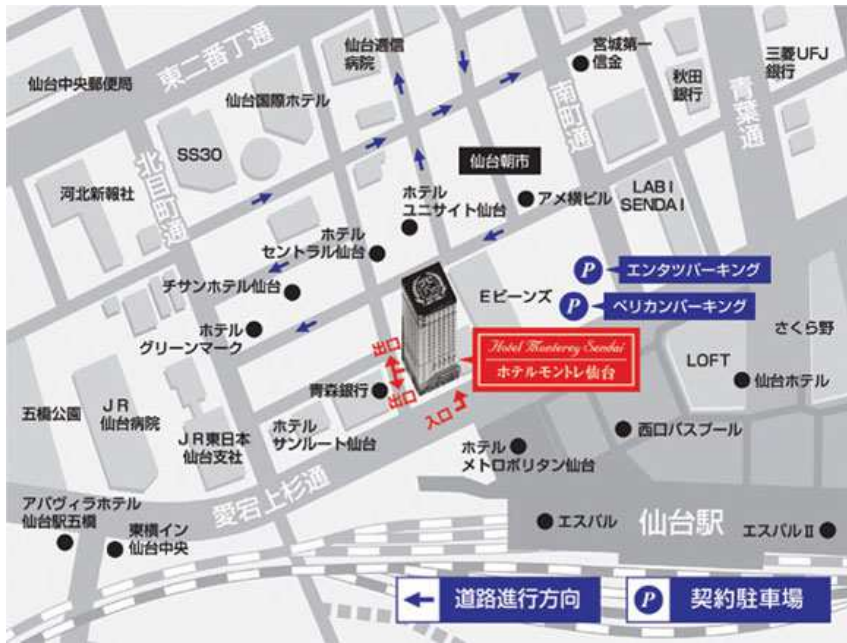 仙台中央郵便局
東二番丁通
仙台逓信
病院
宮城第一
信金
秋田
銀行
三菱UFJ
銀行
仙台国際ホテル
SS30
北目町通
河北新報社
南町通
青葉通
仙台朝市
ホテル
ユニサイト仙台
アメ横ビル
LABI
SENDAI
ホテル
セントラル仙台
チサンホテル仙台
ホテル
グリーンマーク
P
エンタツパーキング
Eビーンズ
P
ペリカンパーキング
さくら野
Hotel Monterey Sendai
ホテルモントレ仙台
LOFT
仙台ホテル
出口
青森銀行
出口
入口
五橋公園
JR
仙台病院
JR東日本
仙台支社
ホテル
サンルート仙台
ホテル
メトロポリタン仙台
西口バスプール
愛宕上杉通
アパヴィラホテル
仙台駅五橋
東横イン
仙台中央
エスパル
仙台駅
エスパルⅡ
道路進行方向
P
契約駐車場